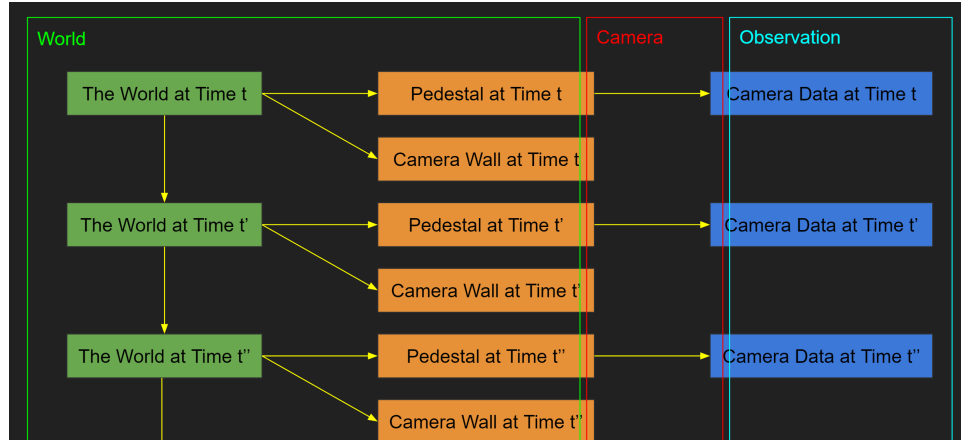 World
Camera
Observation
The World at Time t
Pedestal at Time t
Camera Data at Time t
Camera Wall at Time t
The World at Time t’
Pedestal at Time t’
Camera Data at Time t’
Camera Wall at Time t’
The World at Time t’’
Pedestal at Time t’’
Camera Data at Time t’’
Camera Wall at Time t’’